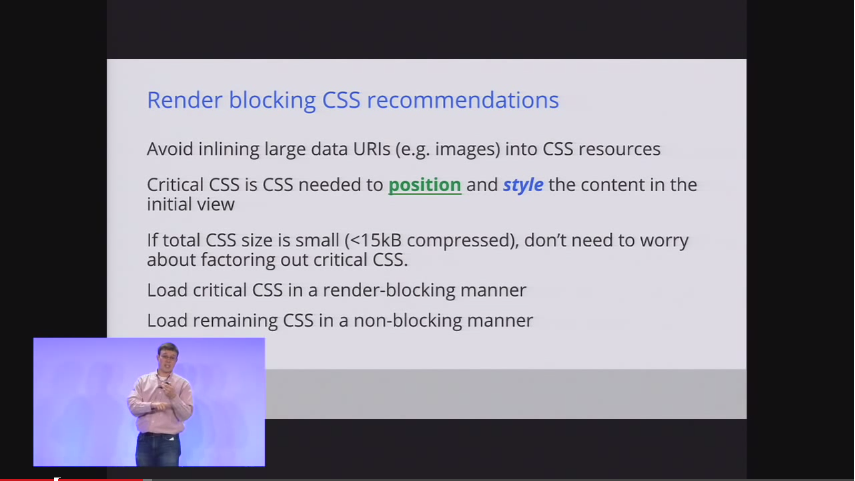 Render blocking CSS recommendations
Avoid inlining large data URIs (e.g. images) into CSS resources
Critical CSS is CSS needed to position and style the content in the
initial view
If total CSS size is small (<15kB compressed), don't need to worry
about factoring out critical CSS.
Load critical CSS in a render-blocking manner
Load remaining CSS in a non-blocking manner